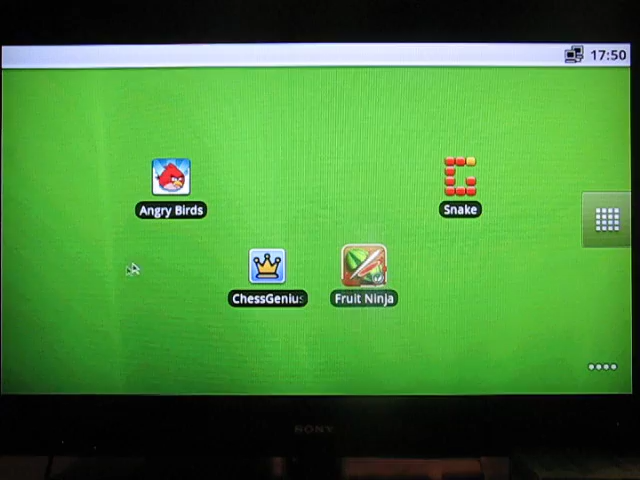 17:50
Angry Birds
Snake
ChessGenius
Fruit Ninja
SONY